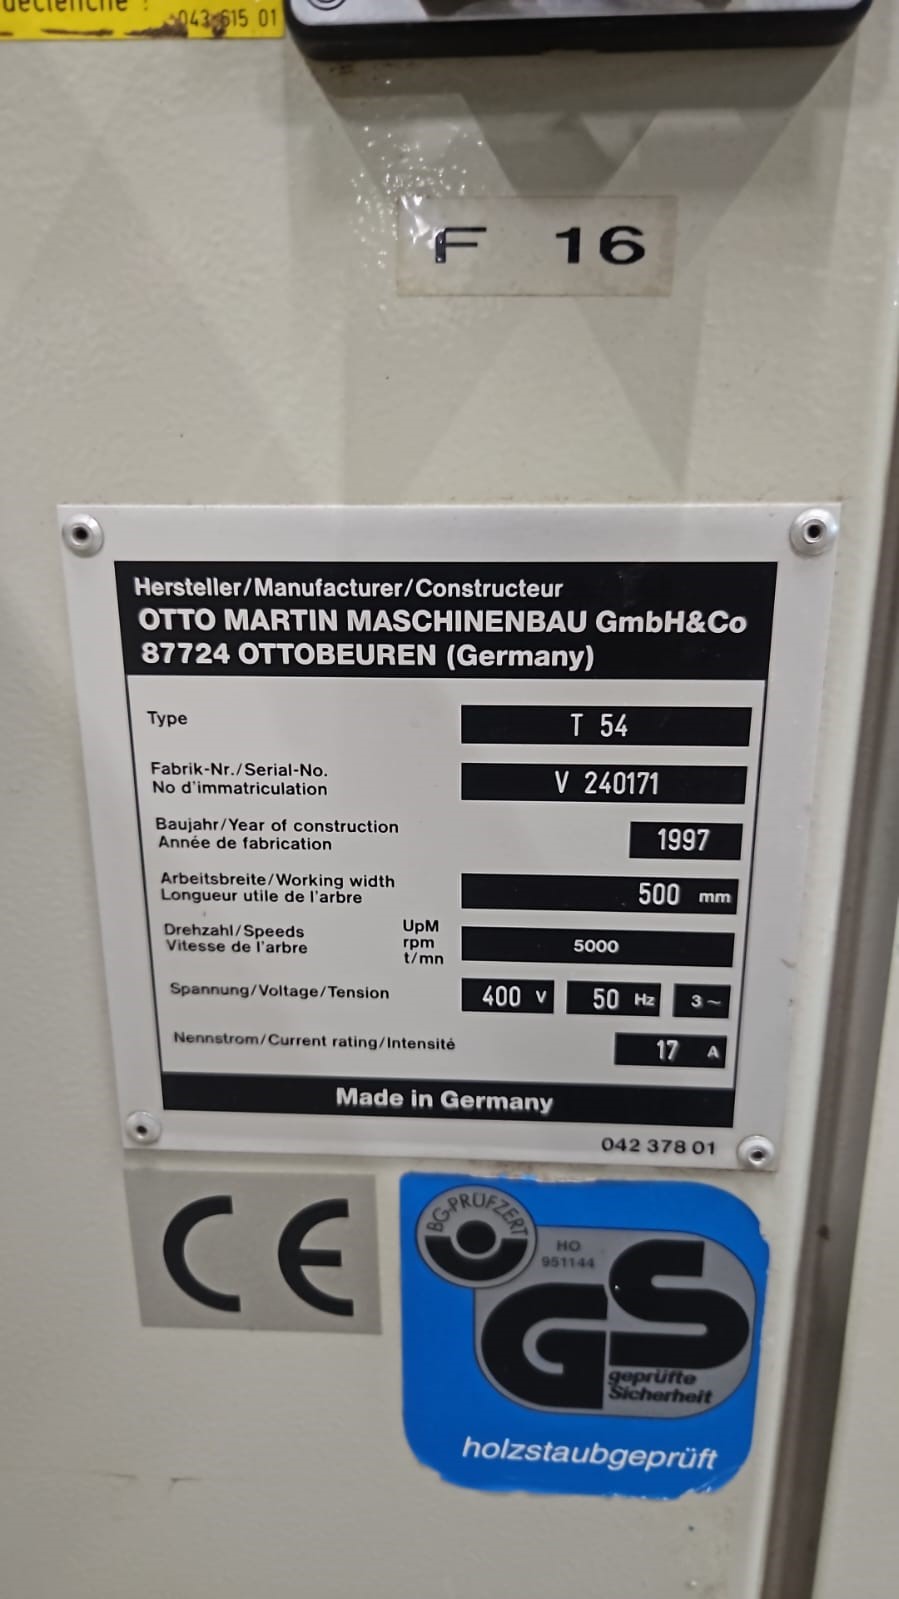 déclenche !
043 615 01
F 16
Hersteller/Manufacturer/Constructeur
OTTO MARTIN MASCHINENBAU GmbH&Co
87724 OTTOBEUREN (Germany)
Type T 54
Fabrik-Nr./Serial-No.
No d'immatriculation V 240171
Baujahr/Year of construction
Année de fabrication 1997
Arbeitsbreite/Working width
Longueur utile de l'arbre 500 mm
Drehzahl/Speeds UpM
Vitesse de l'arbre rpm 5000
t/mn
Spannung/Voltage/Tension 400 V 50 Hz 3~
Nennstrom/Current rating/Intensité 17 A
Made in Germany
042 378 01
CE
BG-PRÜFZERT
HO
951144
GS
geprüfte
Sicherheit
holzstaubgeprüft